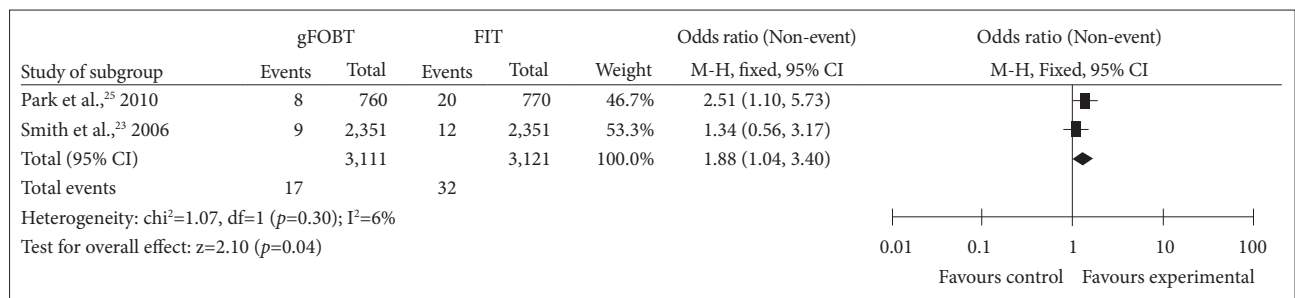 gFOBT FIT Odds ratio (Non-event) Odds ratio (Non-event)
Study of subgroup Events Total Events Total Weight M-H, fixed, 95% CI M-H, Fixed, 95% CI
Park et al.,25 2010 8 760 20 770 46.7% 2.51 (1.10, 5.73)
Smith et al.,23 2006 9 2,351 12 2,351 53.3% 1.34 (0.56, 3.17)
Total (95% CI) 3,111 3,121 100.0% 1.88 (1.04, 3.40)
Total events 17 32
Heterogeneity: chi2=1.07, df=1 (p=0.30); I2=6%
Test for overall effect: z=2.10 (p=0.04)
0.01 0.1 1 10 100
Favours control Favours experimental